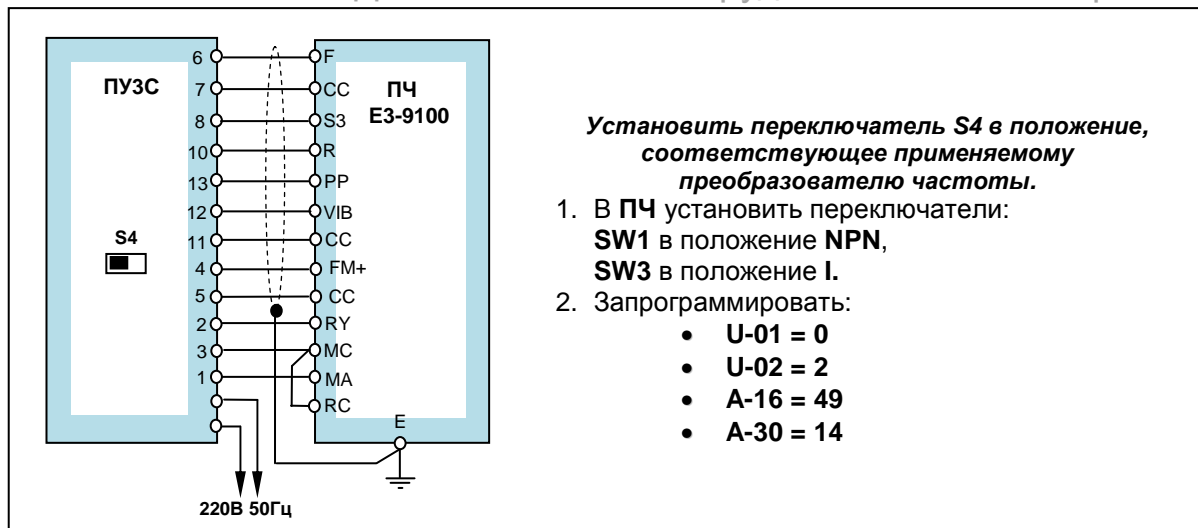 6 F
ПУ3С 7 СС ПЧ
8 S3 Е3-9100
10 R
13 PP
12 VIB
S4 11 CC
4 FM+
5 CC
2 RY
3 MC
1 MA
RC
E
220В 50Гц
Установить переключатель S4 в положение,
соответствующее применяемому
преобразователю частоты.
1. В ПЧ установить переключатели:
SW1 в положение NPN,
SW3 в положение I.
2. Запрограммировать:
• U-01 = 0
• U-02 = 2
• A-16 = 49
• A-30 = 14